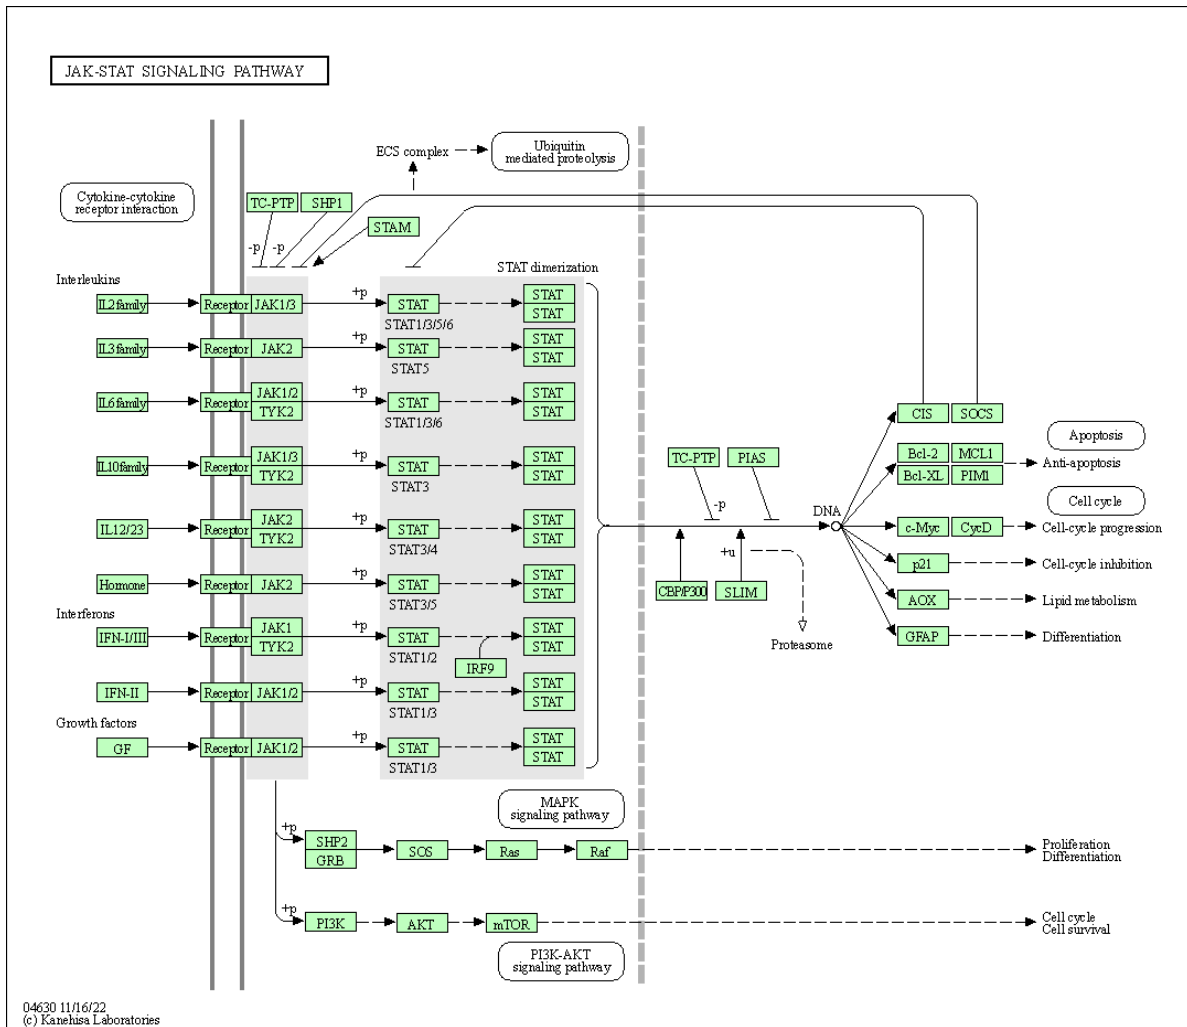 JAK-STAT SIGNALING PATHWAY
ECS complex
Ubiquitin
mediated proteolysis
Cytokine-cytokine
receptor interaction
TC-PTP
SHP1
STAM
-p
-p
STAT dimerization
Interleukins
IL2 family
Receptor
JAK1/3
+p
STAT
STAT1/3/5/6
STAT
STAT
IL3 family
Receptor
JAK2
+p
STAT
STAT5
STAT
STAT
IL6 family
Receptor
JAK1/2
TYK2
+p
STAT
STAT1/3/6
STAT
STAT
IL10 family
Receptor
JAK1/3
TYK2
+p
STAT
STAT3
STAT
STAT
IL12/23
Receptor
JAK2
TYK2
+p
STAT
STAT3/4
STAT
STAT
Hormone
Receptor
JAK2
+p
STAT
STAT3/5
STAT
STAT
Interferons
IFN-I/III
Receptor
JAK1
TYK2
+p
STAT
STAT1/2
IRF9
STAT
STAT
IFN-II
Receptor
JAK1/2
+p
STAT
STAT1/3
STAT
STAT
Growth factors
GF
Receptor
JAK1/2
+p
STAT
STAT1/3
STAT
STAT
TC-PTP
PIAS
-p
CBP/P300
SLIM
+u
Proteasome
DNA
CIS
SOCS
Bcl-2
MCL1
Bcl-XL
PIM1
Apoptosis
Anti-apoptosis
Cell cycle
c-Myc
CycD
Cell-cycle progression
p21
Cell-cycle inhibition
AOX
Lipid metabolism
GFAP
Differentiation
MAPK
signaling pathway
+p
SHP2
GRB
SOS
Ras
Raf
Proliferation
Differentiation
+p
PI3K
AKT
mTOR
Cell cycle
Cell survival
PI3K-AKT
signaling pathway
04630 11/16/22
(c) Kanehisa Laboratories